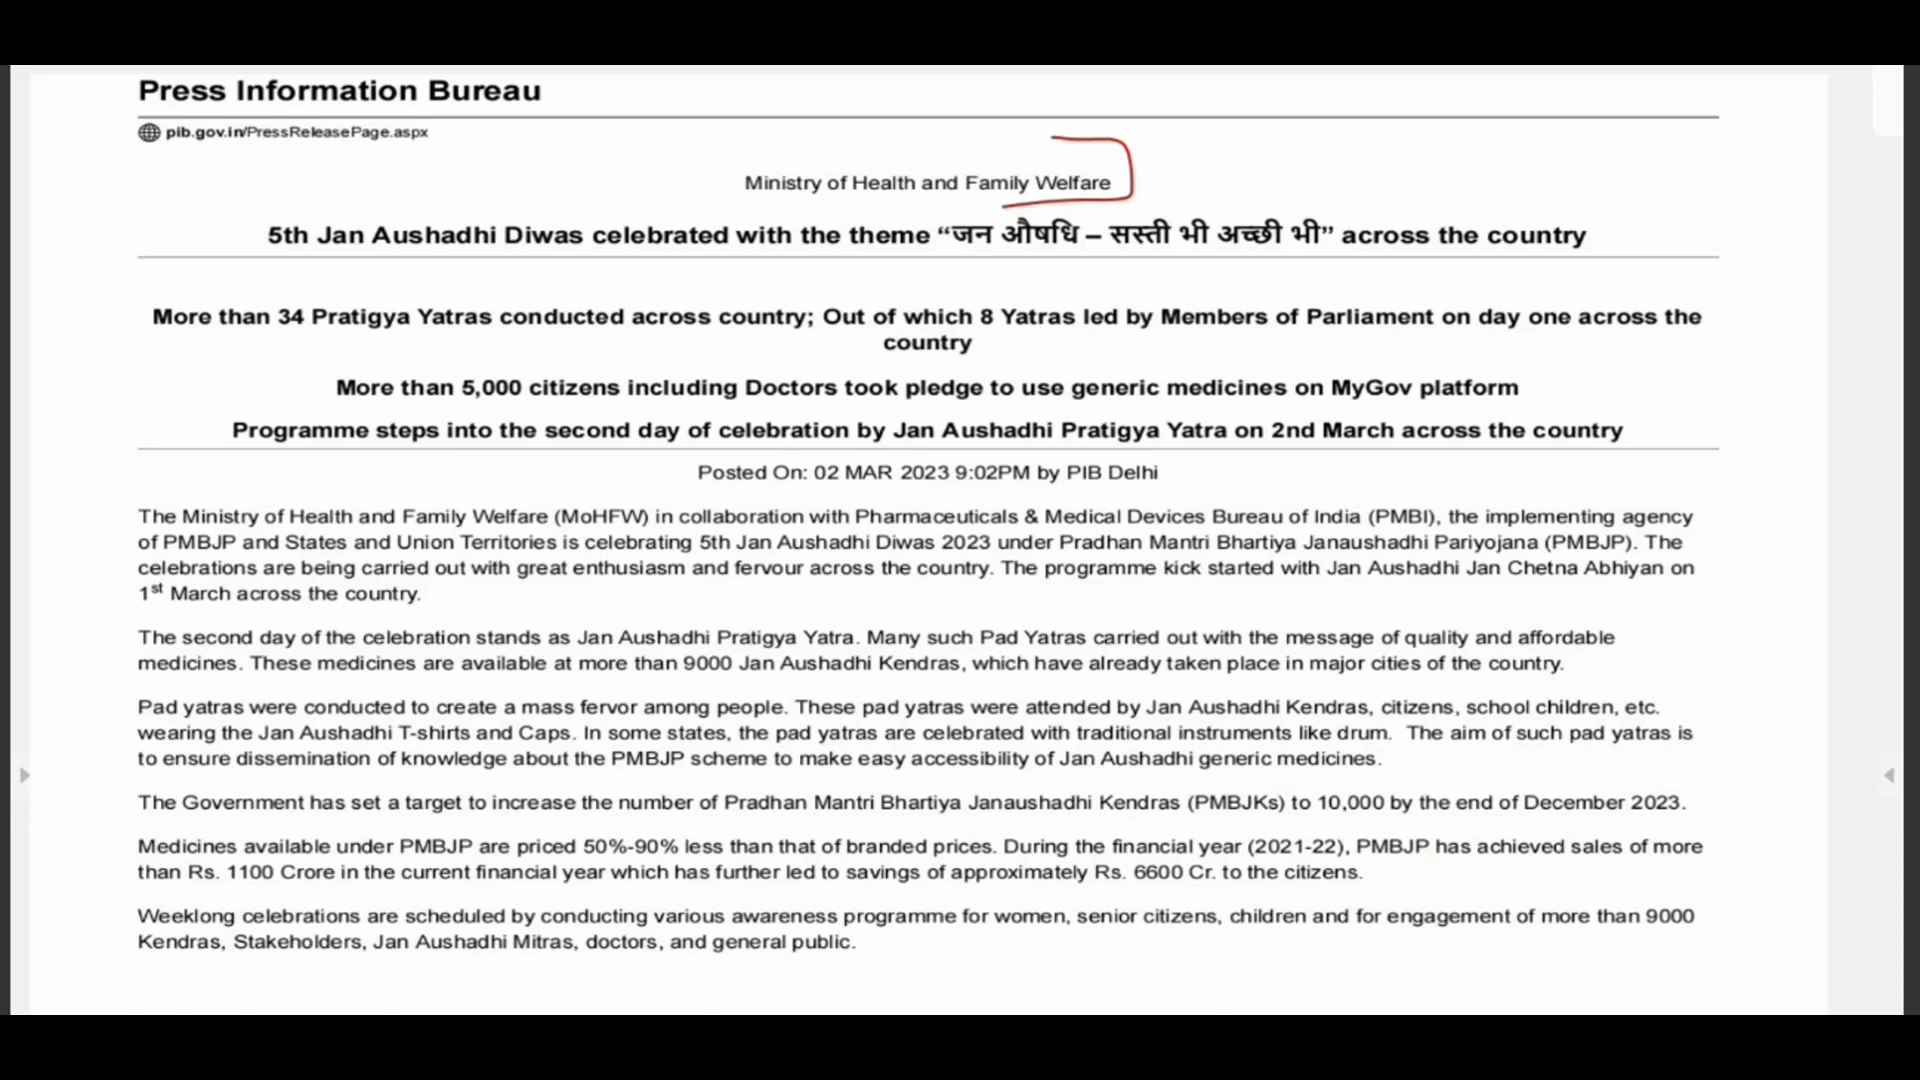 Press Information Bureau
pib.gov.in/PressReleasePage.aspx
Ministry of Health and Family Welfare
5th Jan Aushadhi Diwas celebrated with the theme “जन औषधि – सस्ती भी अच्छी भी” across the country
More than 34 Pratigya Yatras conducted across country; Out of which 8 Yatras led by Members of Parliament on day one across the
country
More than 5,000 citizens including Doctors took pledge to use generic medicines on MyGov platform
Programme steps into the second day of celebration by Jan Aushadhi Pratigya Yatra on 2nd March across the country
Posted On: 02 MAR 2023 9:02PM by PIB Delhi
The Ministry of Health and Family Welfare (MoHFW) in collaboration with Pharmaceuticals & Medical Devices Bureau of India (PMBI), the implementing agency
of PMBJP and States and Union Territories is celebrating 5th Jan Aushadhi Diwas 2023 under Pradhan Mantri Bhartiya Janaushadhi Pariyojana (PMBJP). The
celebrations are being carried out with great enthusiasm and fervour across the country. The programme kick started with Jan Aushadhi Jan Chetna Abhiyan on
1st March across the country.
The second day of the celebration stands as Jan Aushadhi Pratigya Yatra. Many such Pad Yatras carried out with the message of quality and affordable
medicines. These medicines are available at more than 9000 Jan Aushadhi Kendras, which have already taken place in major cities of the country.
Pad yatras were conducted to create a mass fervor among people. These pad yatras were attended by Jan Aushadhi Kendras, citizens, school children, etc.
wearing the Jan Aushadhi T-shirts and Caps. In some states, the pad yatras are celebrated with traditional instruments like drum. The aim of such pad yatras is
to ensure dissemination of knowledge about the PMBJP scheme to make easy accessibility of Jan Aushadhi generic medicines.
The Government has set a target to increase the number of Pradhan Mantri Bhartiya Janaushadhi Kendras (PMBJKs) to 10,000 by the end of December 2023.
Medicines available under PMBJP are priced 50%-90% less than that of branded prices. During the financial year (2021-22), PMBJP has achieved sales of more
than Rs. 1100 Crore in the current financial year which has further led to savings of approximately Rs. 6600 Cr. to the citizens.
Weeklong celebrations are scheduled by conducting various awareness programme for women, senior citizens, children and for engagement of more than 9000
Kendras, Stakeholders, Jan Aushadhi Mitras, doctors, and general public.